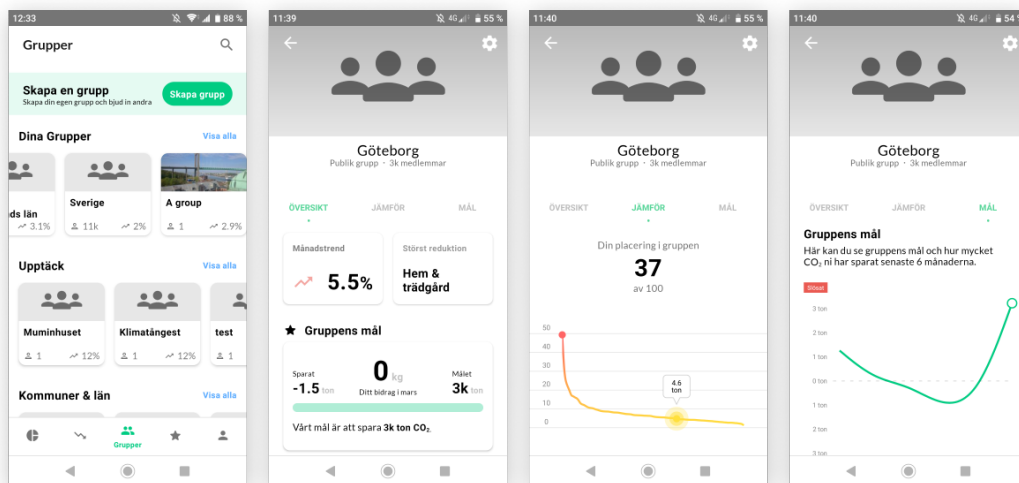 12:33
88 %
Grupper
Skapa en grupp
Skapa din egen grupp och bjud in andra
Skapa grupp
Dina Grupper
Visa alla
ds län
3.1%
Sverige
11k
2%
A group
1
2.9%
Upptäck
Visa alla
Muminhuset
1
12%
Klimatångest
1
12%
test
1
Kommuner & län
Visa alla
Grupper
11:39
4G
55 %
Göteborg
Publik grupp · 3k medlemmar
ÖVERSIKT
JÄMFÖR
MÅL
Månadstrend
5.5%
Störst reduktion
Hem &
trädgård
Gruppens mål
Sparat
-1.5 ton
0 kg
Ditt bidrag i mars
Målet
3k ton
Vårt mål är att spara 3k ton CO₂.
11:40
4G
55 %
Göteborg
Publik grupp · 3k medlemmar
ÖVERSIKT
JÄMFÖR
MÅL
Din placering i gruppen
37
av 100
50
40
30
20
10
0
4.6
ton
11:40
4G
54 %
Göteborg
Publik grupp · 3k medlemmar
ÖVERSIKT
JÄMFÖR
MÅL
Gruppens mål
Här kan du se gruppens mål och hur mycket
CO₂ ni har sparat senaste 6 månaderna.
Slösat
3 ton
2 ton
1 ton
0 ton
1 ton
2 ton
3 ton